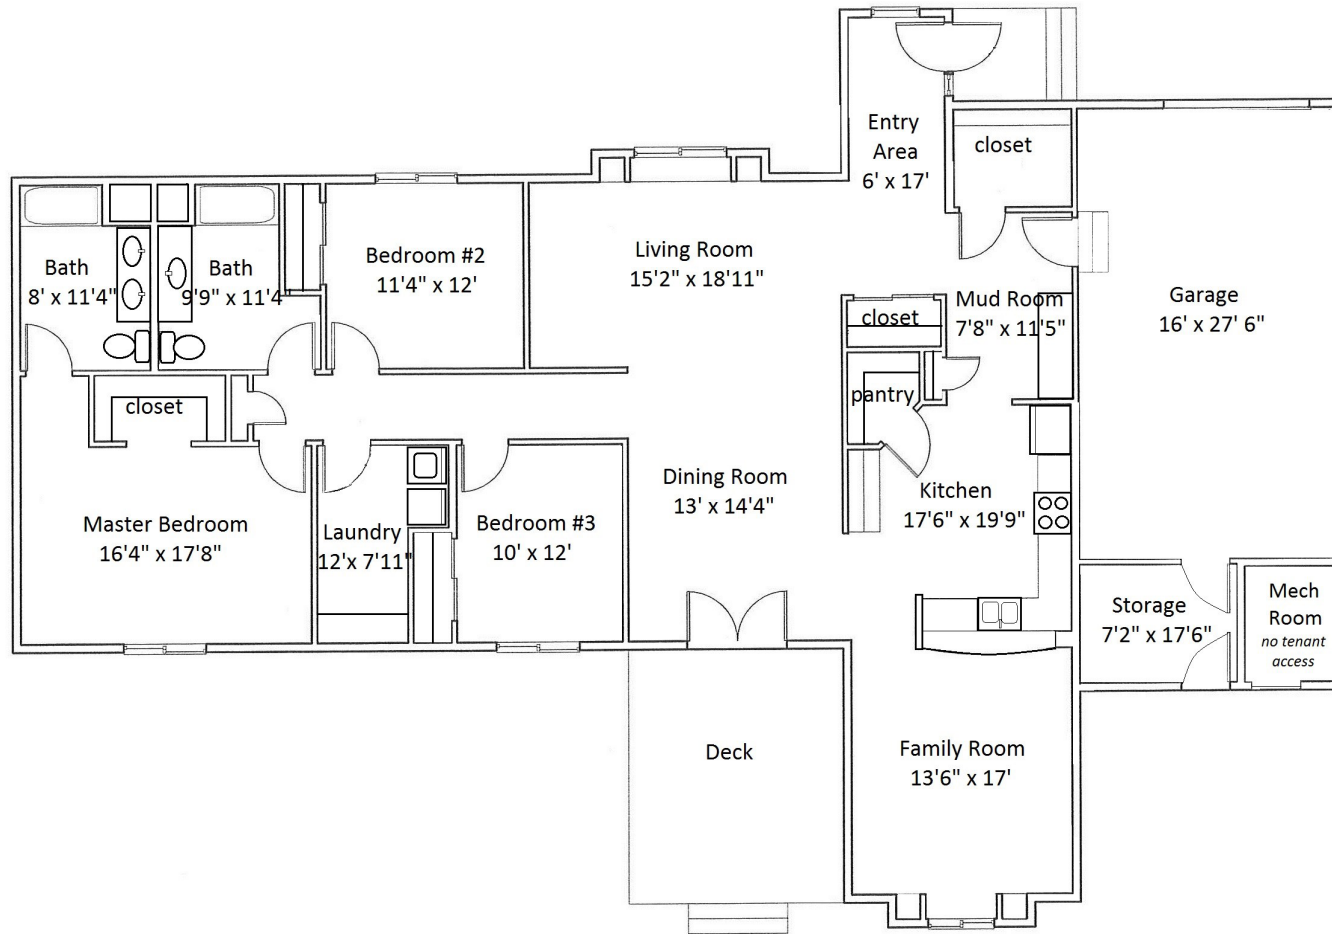 Entry
Area
6' x 17'
closet
Living Room
15'2" x 18'11"
Bedroom #2
11'4" x 12'
Bath
8' x 11'4"
Bath
9'9" x 11'4
Mud Room
7'8" x 11'5"
Garage
16' x 27' 6"
closet
pantry
closet
Dining Room
13' x 14'4"
Kitchen
17'6" x 19'9"
Master Bedroom
16'4" x 17'8"
Laundry
12'x 7'11"
Bedroom #3
10' x 12'
Storage
7'2" x 17'6"
Mech
Room
no tenant
access
Deck
Family Room
13'6" x 17'